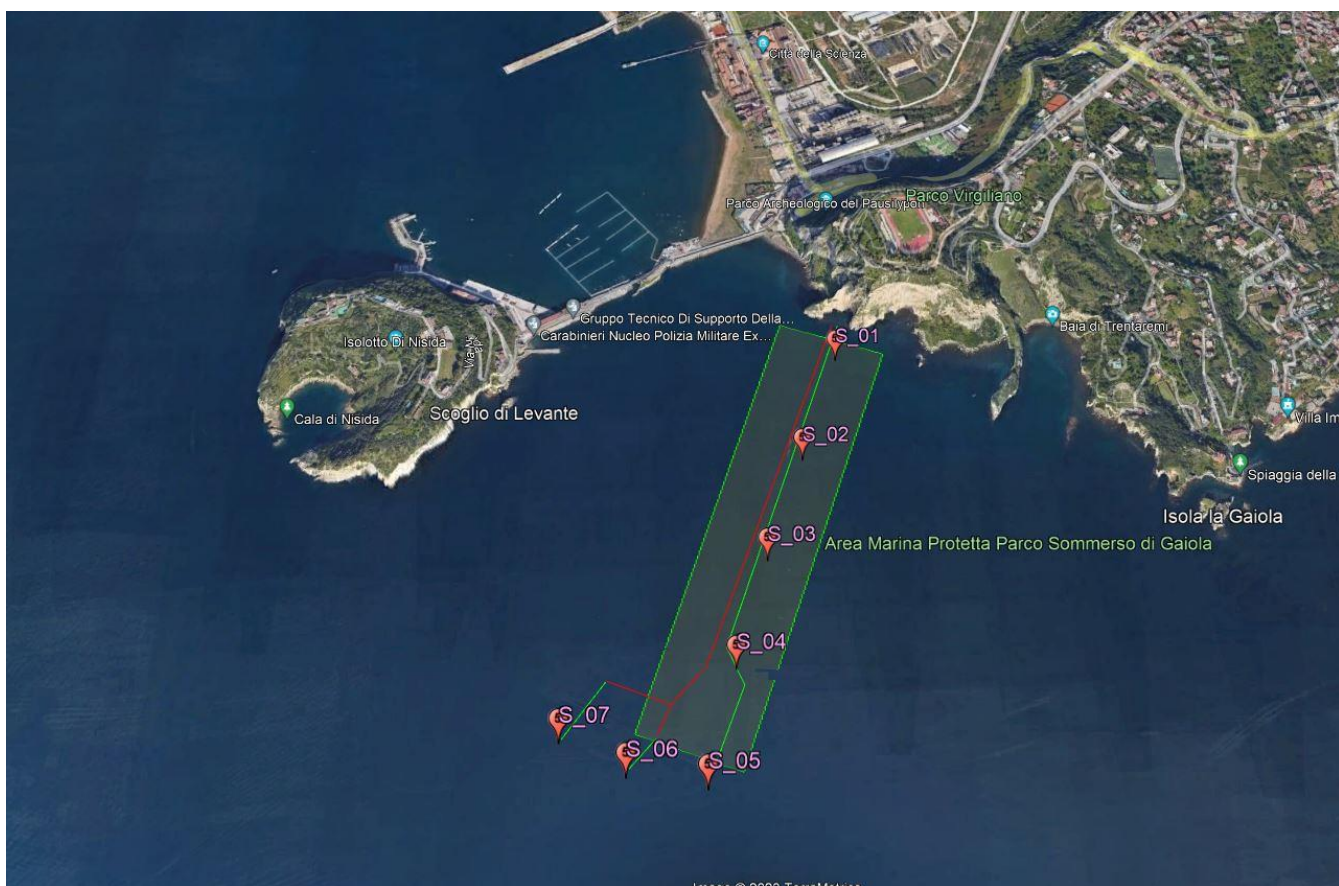 Città della Scienza
Parco Virgiliano
Parco Archeologico del Pausilypon
Gruppo Tecnico Di Supporto Della...
Carabinieri Nucleo Polizia Militare Ex...
S_01
Baia di Trentaremi
Isolotto Di Nisida
Cala di Nisida
Scoglio di Levante
Villa Im
S_02
Spiaggia della
Isola la Gaiola
S_03
Area Marina Protetta Parco Sommerso di Gaiola
S_04
S_07
S_06
S_05